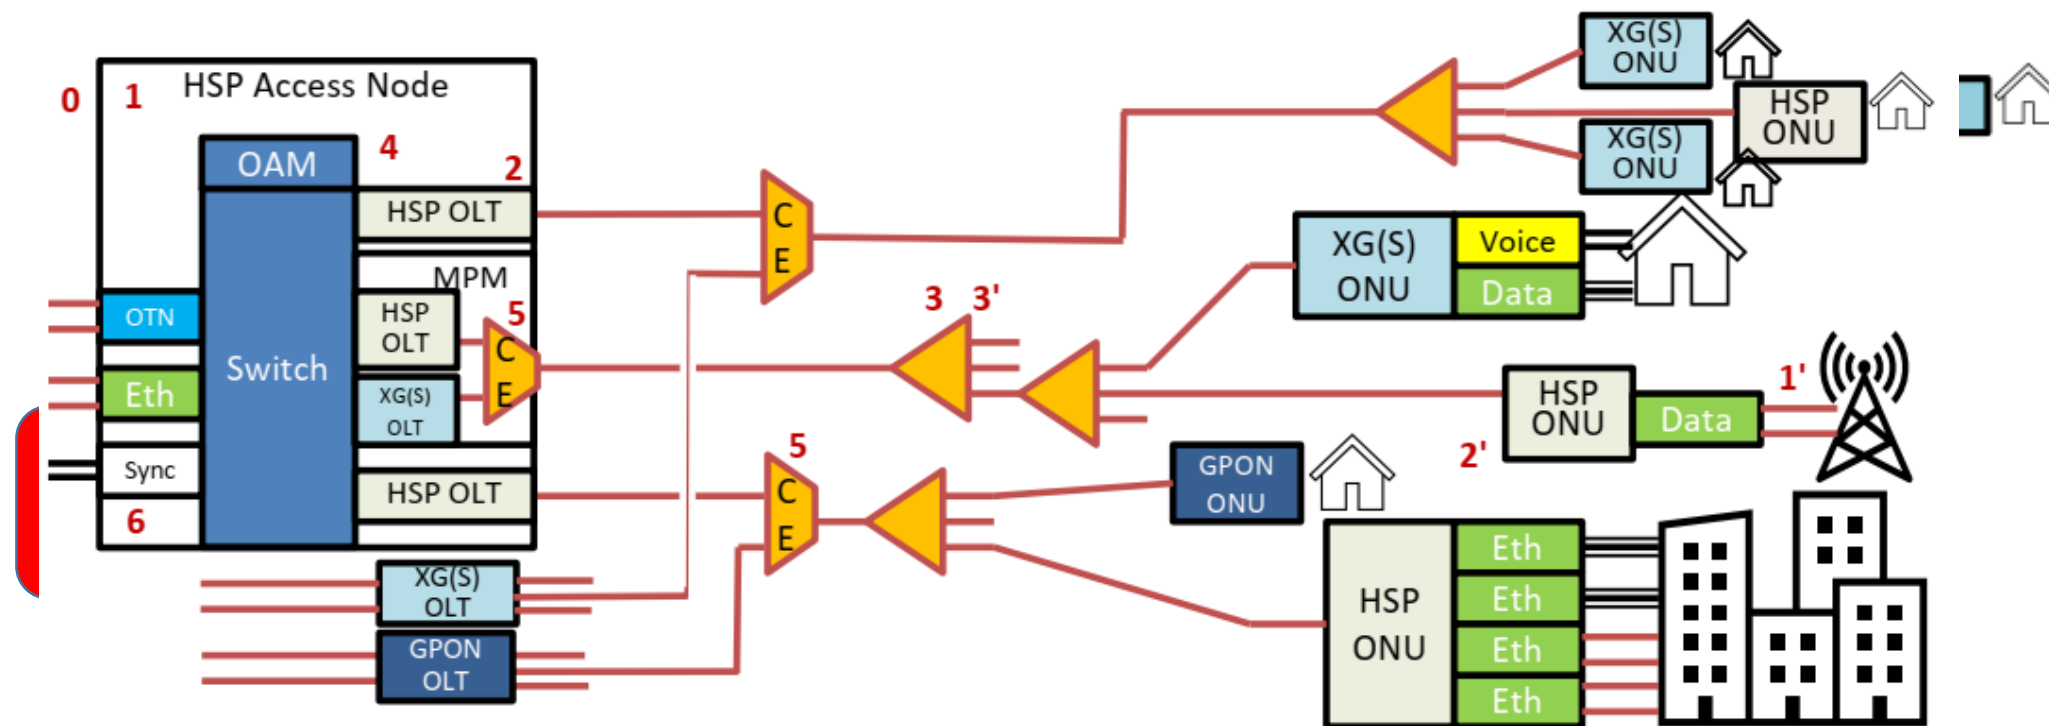 XG(S)
ONU
HSP Access Node
0
1
HSP
ONU
XG(S)
ONU
OAM
4
2
HSP OLT
C
E
XG(S)
ONU
Voice
Data
MPM
OTN
HSP
OLT
5
C
E
3
3'
Switch
Eth
XG(S)
OLT
HSP
ONU
Data
1'
2'
Sync
HSP OLT
5
C
E
GPON
ONU
6
XG(S)
OLT
GPON
OLT
HSP
ONU
Eth
Eth
Eth
Eth